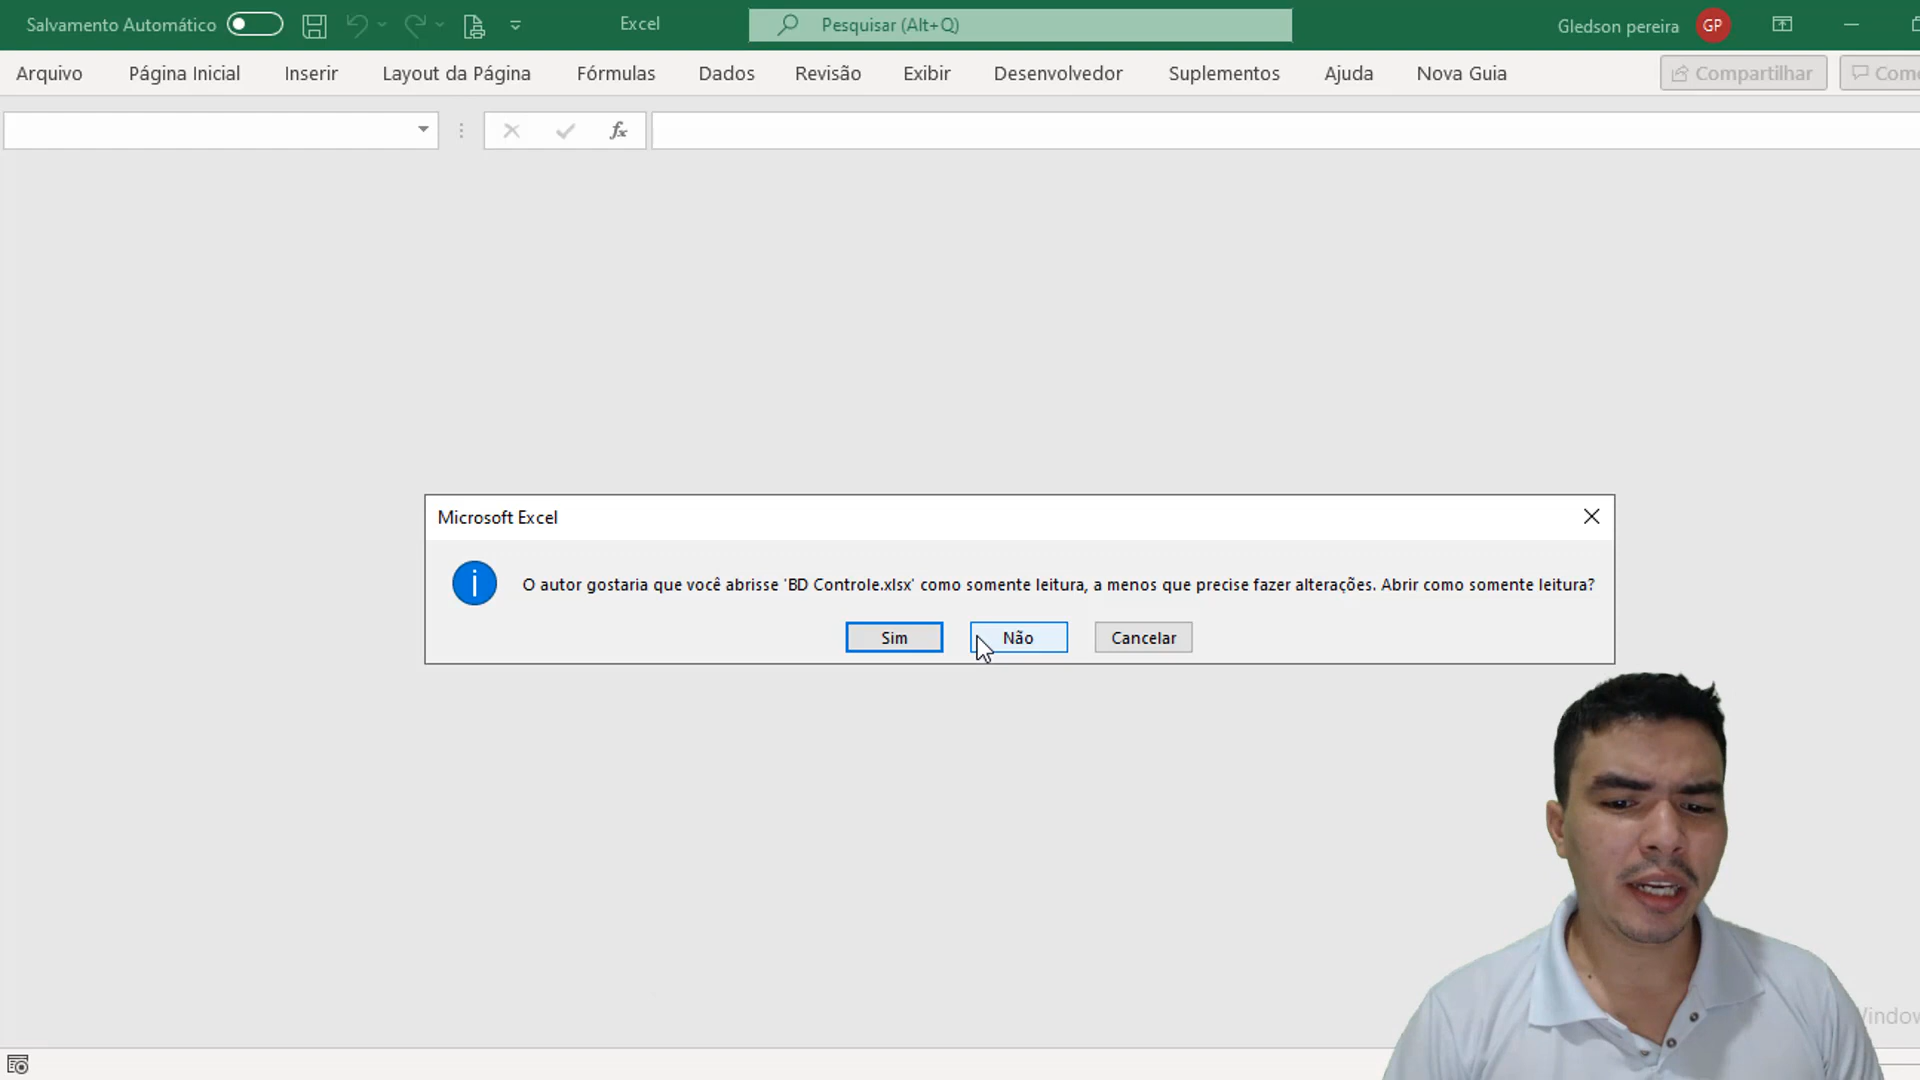 Salvamento Automático
Excel
Pesquisar (Alt+Q)
Gledson pereira
GP
Arquivo
Página Inicial
Inserir
Layout da Página
Fórmulas
Dados
Revisão
Exibir
Desenvolvedor
Suplementos
Ajuda
Nova Guia
Compartilhar
fx
Microsoft Excel
O autor gostaria que você abrisse 'BD Controle.xlsx' como somente leitura, a menos que precise fazer alterações. Abrir como somente leitura?
Sim
Não
Cancelar